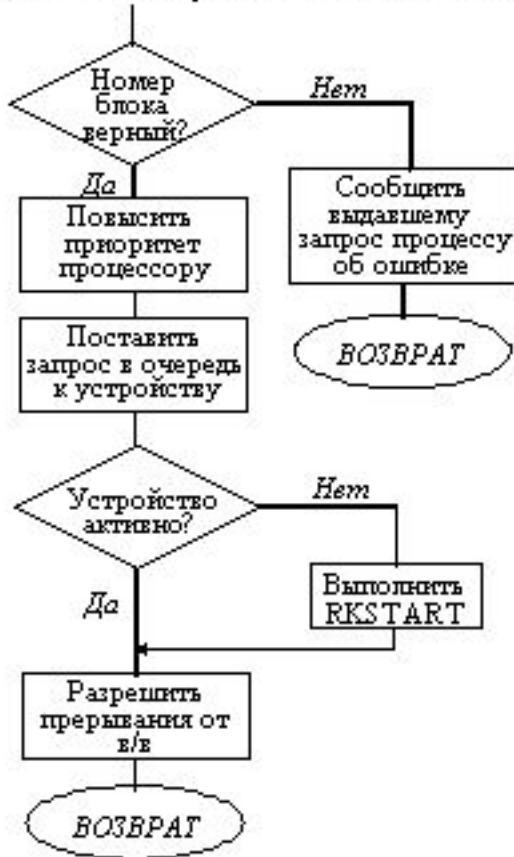 Номер
блока
верный?
Нет
Да
Повысить
приоритет
процессору
Сообщить
выдавшему
запрос процессу
об ошибке
Поставить
запрос в очередь
к устройству
ВОЗВРАТ
Устройство
активно?
Нет
Да
Выполнить
RKSTART
Разрешить
прерывания от
в/в
ВОЗВРАТ